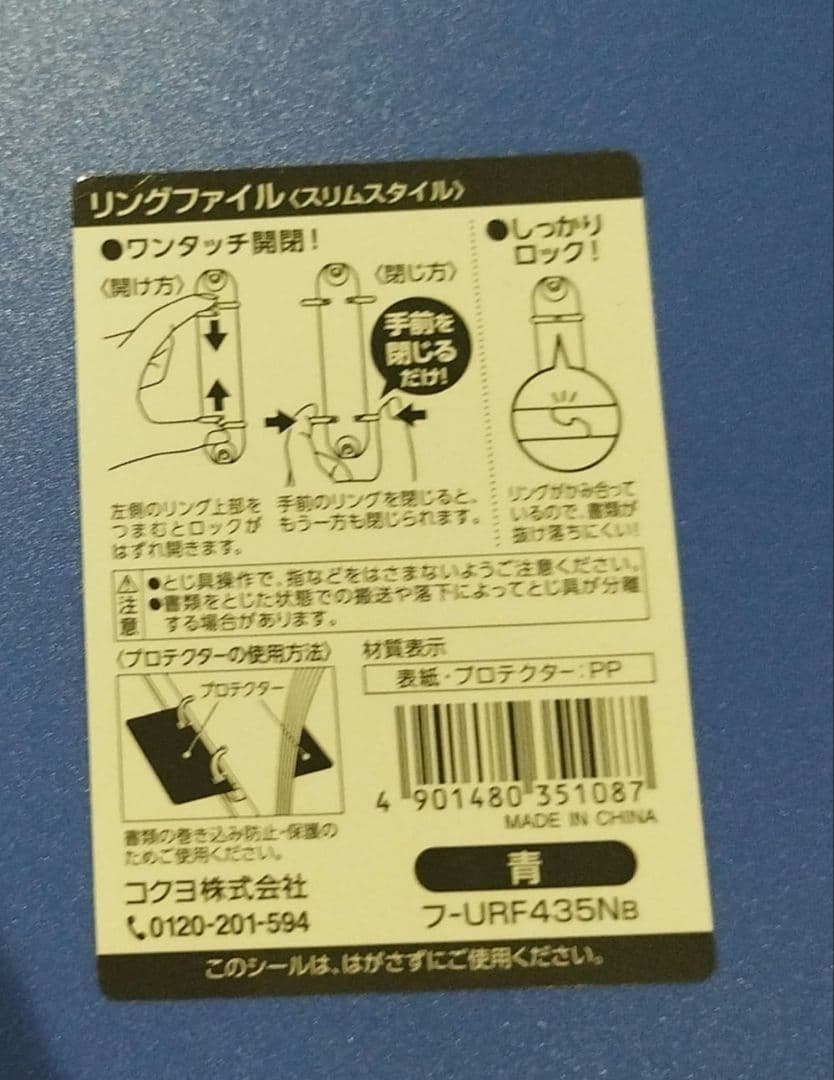 リングファイル〈スリムスタイル〉
●ワンタッチ開閉！
〈開け方〉
〈閉じ方〉
手前を
閉じる
だけ！
左側のリング上部を
つまむとロックが
はずれ開きます。
手前のリングを閉じると、
もう一方も閉じられます。
●しっかり
ロック！
リングがかみ合って
いるので、書類が
抜け落ちにくい！
注意
●とじ具操作で、指などをはさまないようご注意ください。
●書類をとじた状態での搬送や落下によってとじ具が分離
する場合があります。
〈プロテクターの使用方法〉
プロテクター
書類の巻き込み防止・保護の
ためご使用ください。
材質表示
表紙・プロテクター：PP
4 901480 351087
MADE IN CHINA
青
フ-URF435NB
コクヨ株式会社
0120-201-594
このシールは、はがさずにご使用ください。